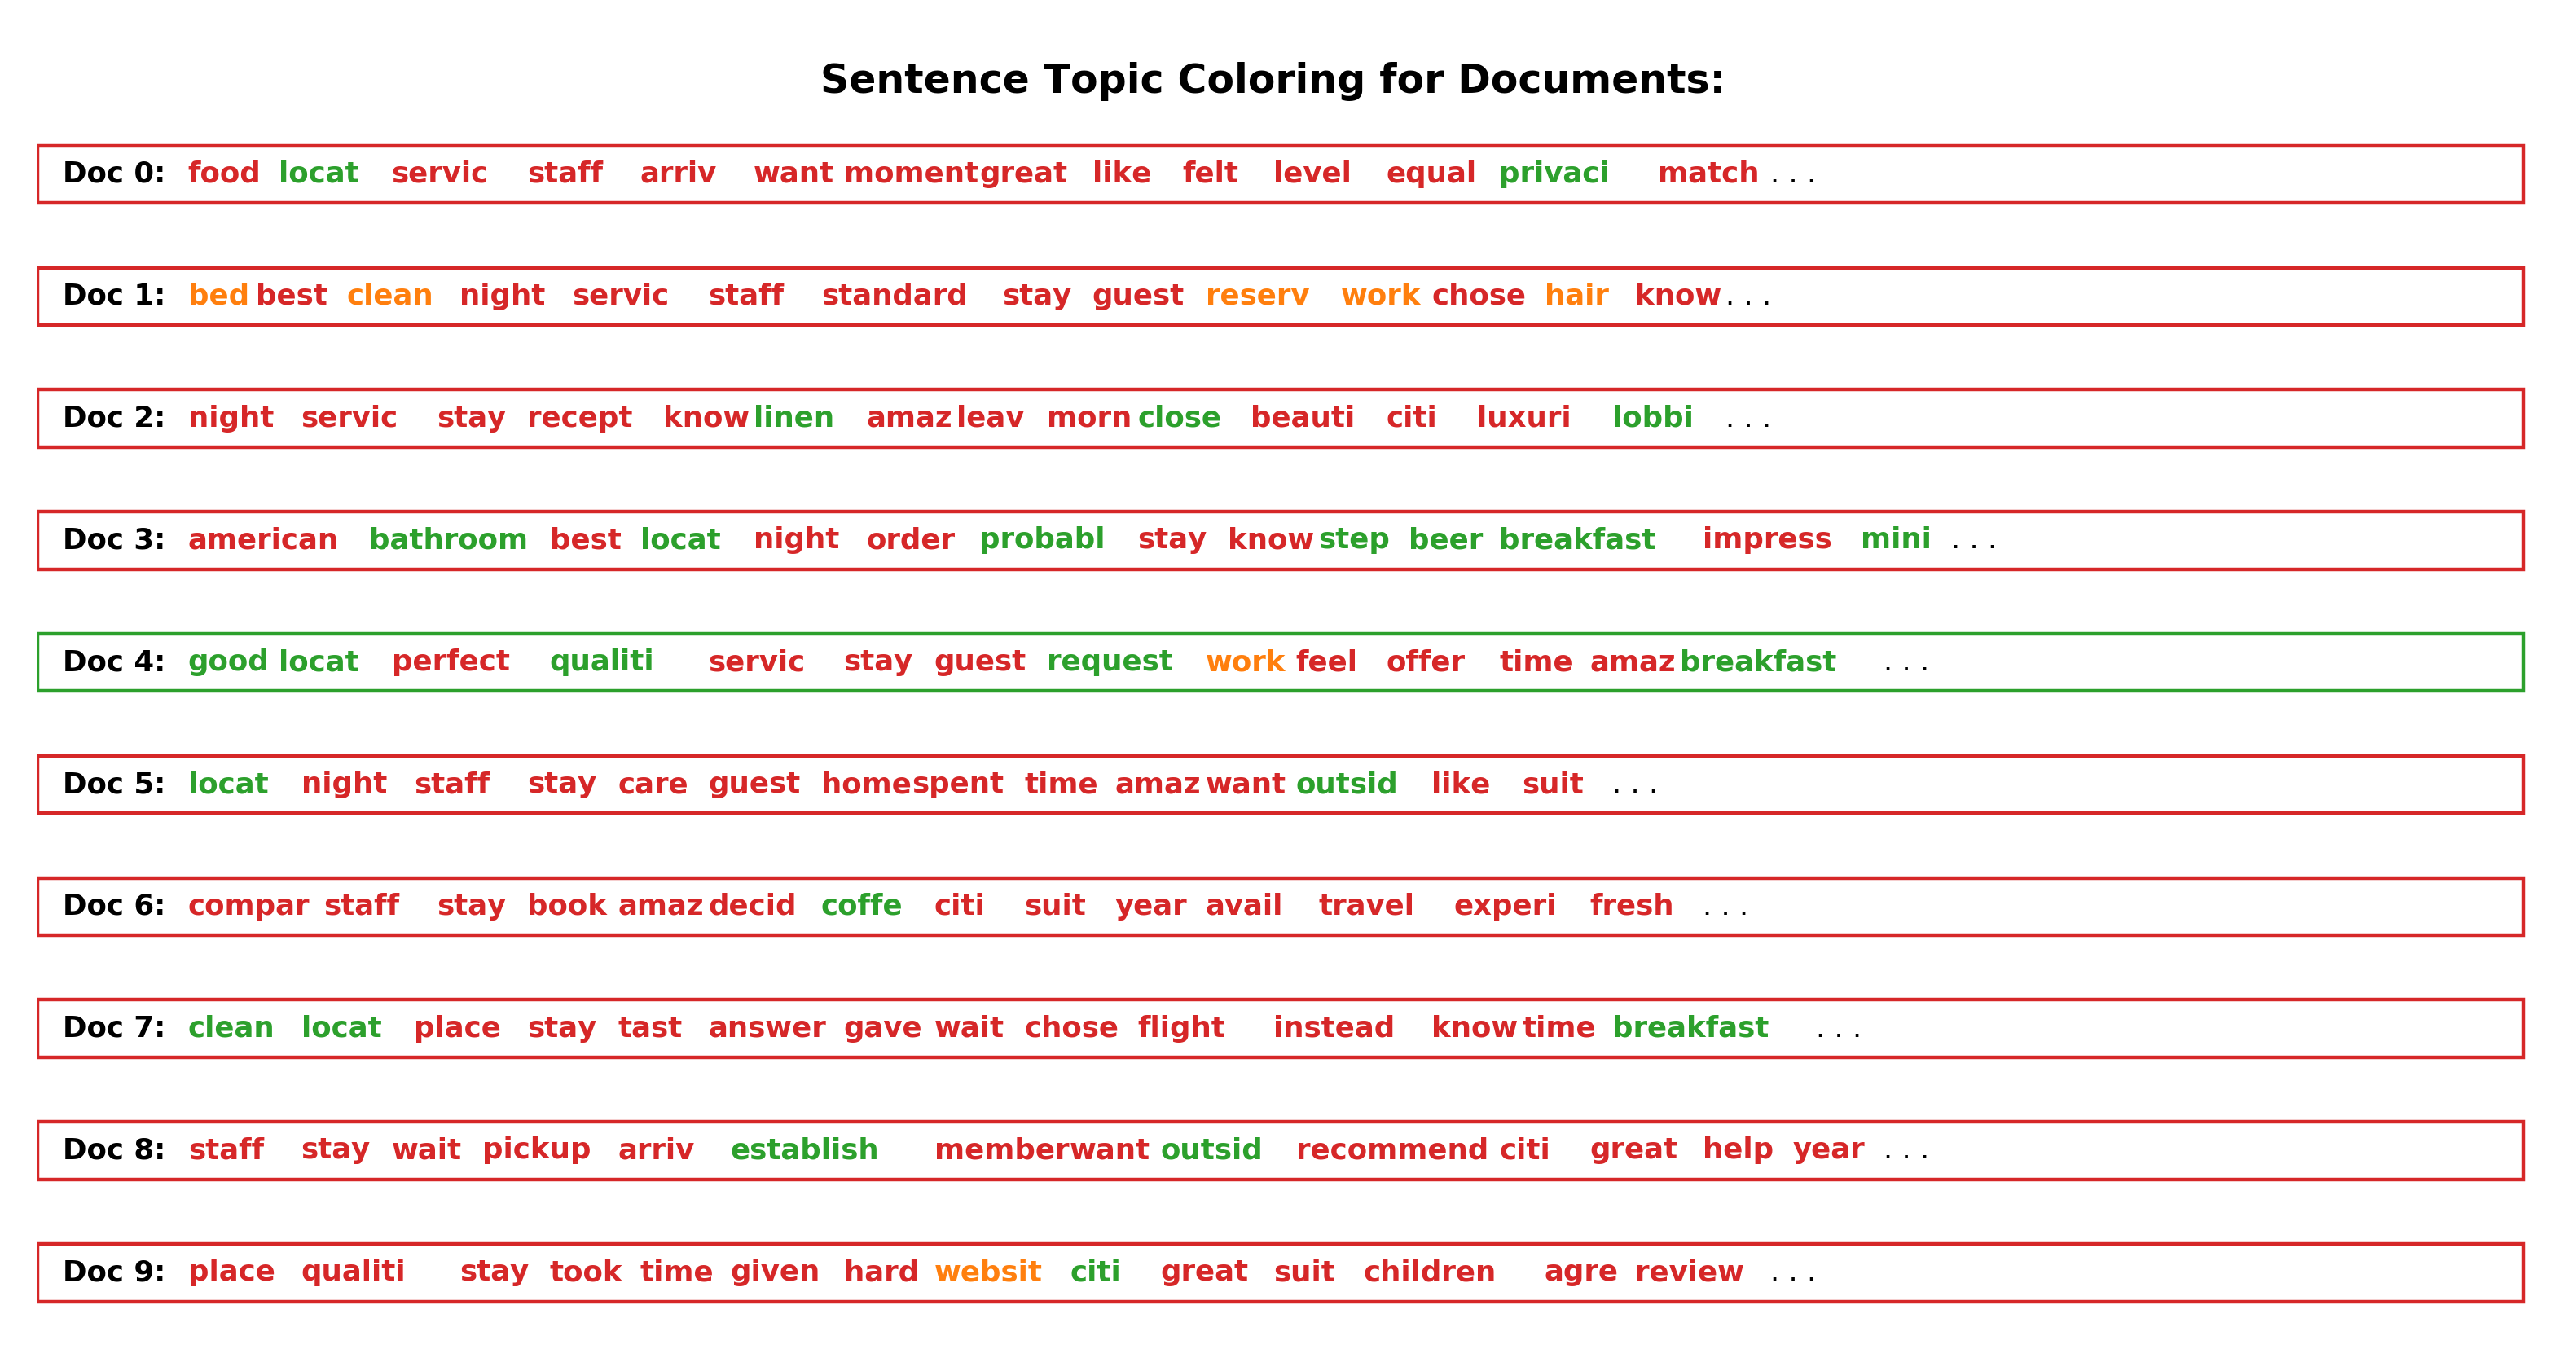 Sentence Topic Coloring for Documents:
Doc 0: food locat servic staff arriv want moment great like felt level equal privaci match . . .
Doc 1: bed best clean night servic staff standard stay guest reserv work chose hair know . . .
Doc 2: night servic stay recept know linen amaz leav morn close beauti citi luxuri lobbi . . .
Doc 3: american bathroom best locat night order probabl stay know step beer breakfast impress mini . . .
Doc 4: good locat perfect qualiti servic stay guest request work feel offer time amaz breakfast . . .
Doc 5: locat night staff stay care guest home spent time amaz want outsid like suit . . .
Doc 6: compar staff stay book amaz decid coffe citi suit year avail travel experi fresh . . .
Doc 7: clean locat place stay tast answer gave wait chose flight instead know time breakfast . . .
Doc 8: staff stay wait pickup arriv establish member want outsid recommend citi great help year . . .
Doc 9: place qualiti stay took time given hard websit citi great suit children agre review . . .